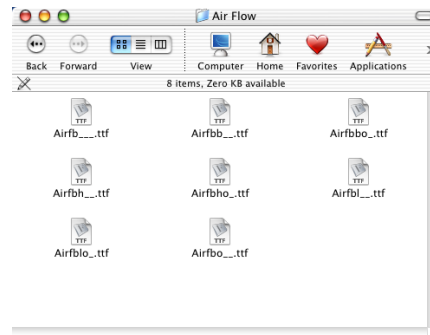 Air Flow
Back Forward View Computer Home Favorites Applications
8 items, Zero KB available
TTF TTF TTF
Airfb___.ttf Airfbb__.ttf Airfbbo_.ttf
TTF TTF TTF
Airfbh__.ttf Airfbho_.ttf Airfbl__.ttf
TTF TTF
Airfblo_.ttf Airfbo__.ttf